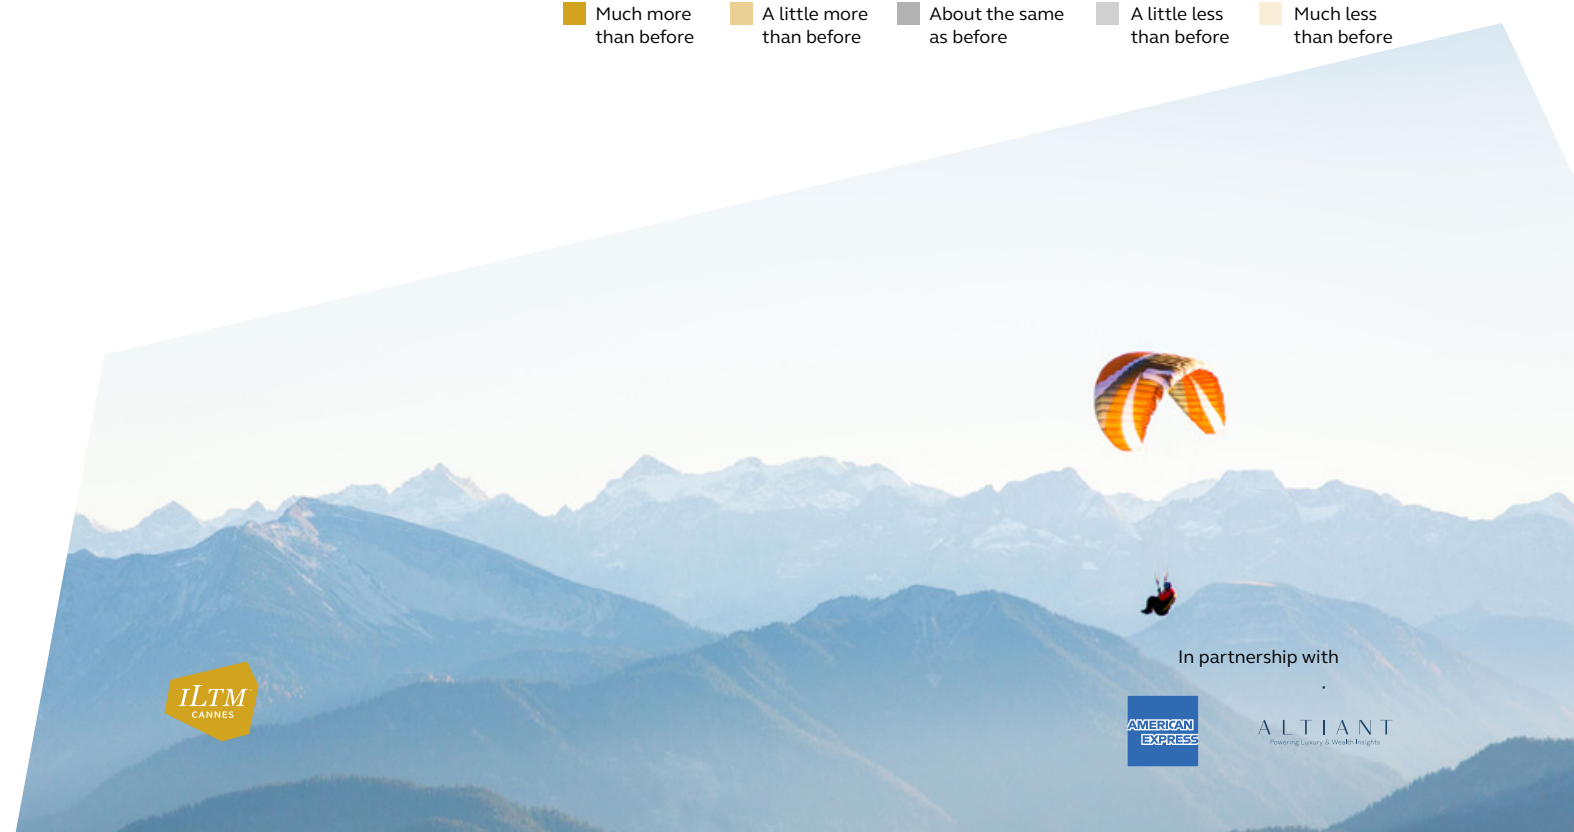 Much more
than before
A little more
than before
About the same
as before
A little less
than before
Much less
than before
In partnership with
.
ILTM
CANNES
AMERICAN
EXPRESS
ALTIANT
Powering Luxury & Wealth Insights